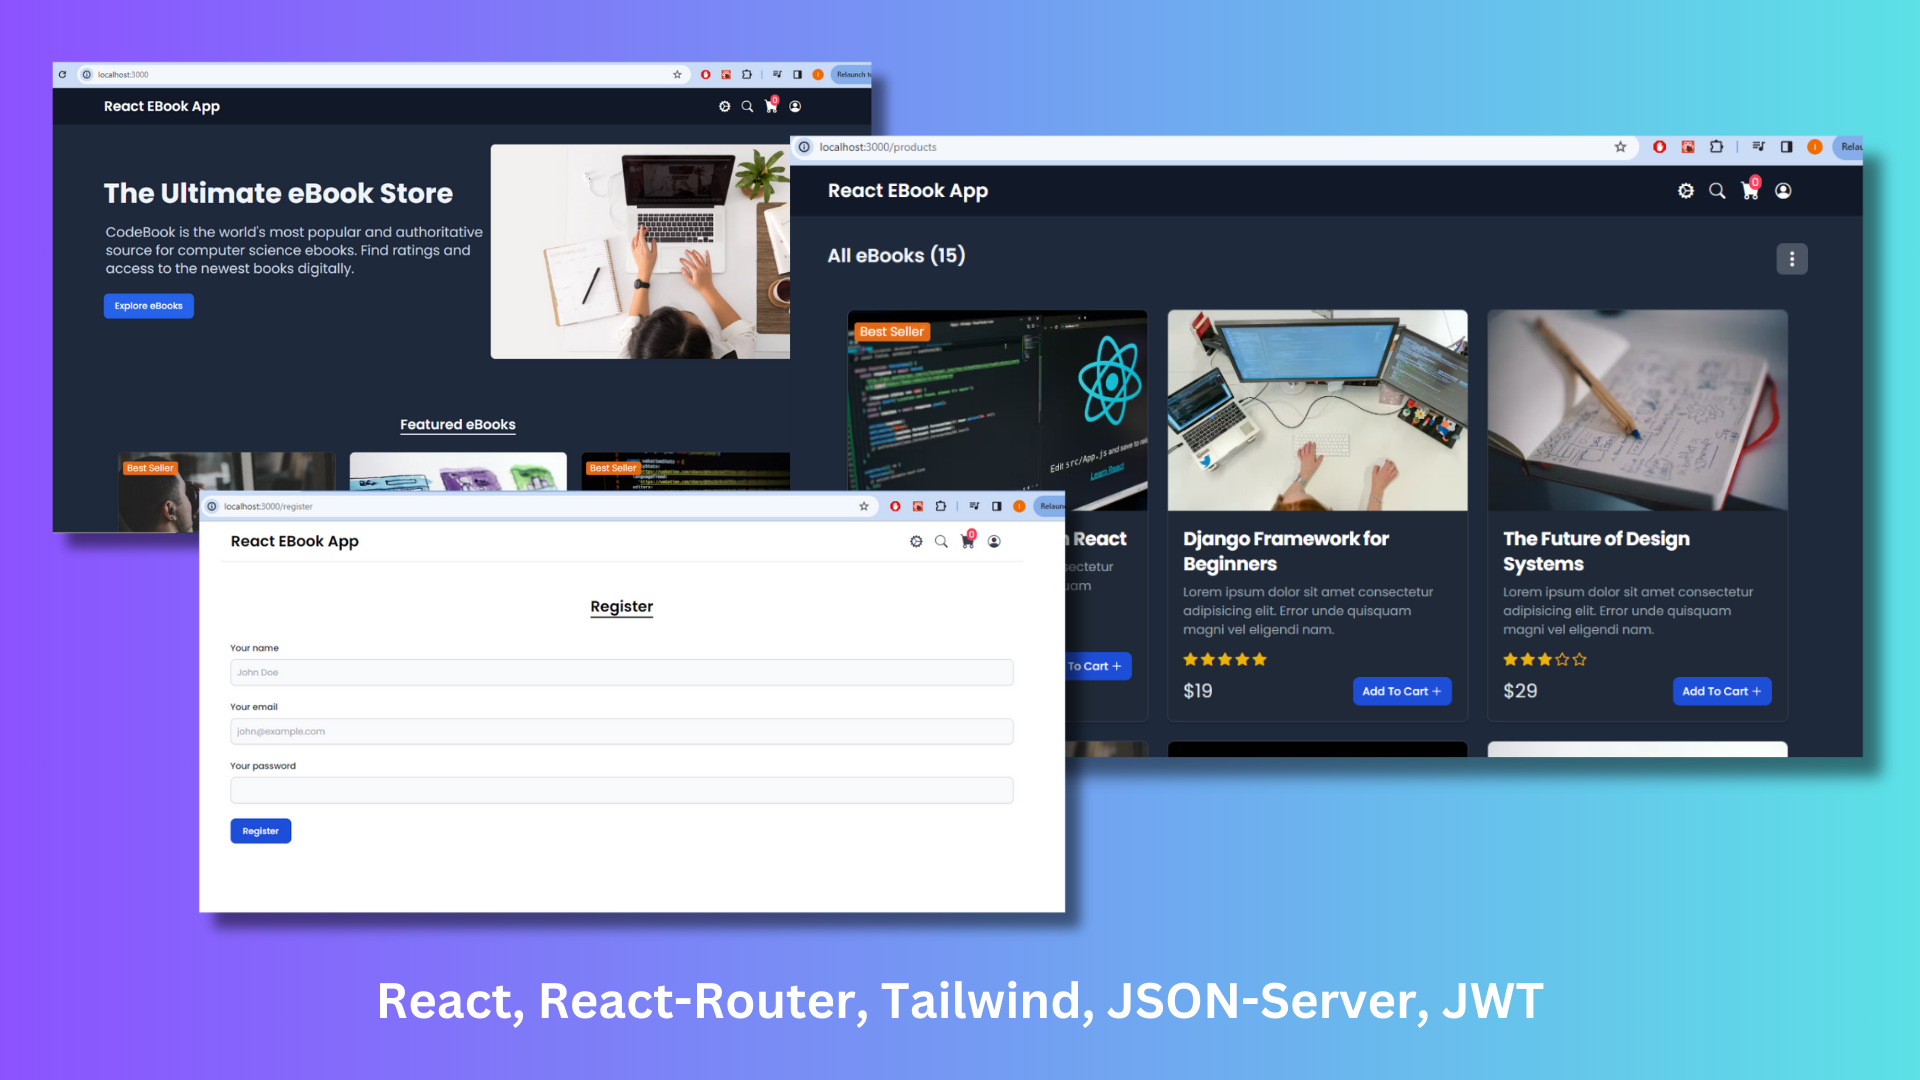 localhost:3000
Relaunch to
React EBook App
0
The Ultimate eBook Store
CodeBook is the world's most popular and authoritative
source for computer science ebooks. Find ratings and
access to the newest books digitally.
Explore eBooks
Featured eBooks
Best Seller
Best Seller
localhost:3000/products
Relau
React EBook App
0
All eBooks (15)
Best Seller
Edit src/App.js and save to rel
Learn React
React
Django Framework for
Beginners
The Future of Design
Systems
Lorem ipsum dolor sit amet consectetur
adipisicing elit. Error unde quisquam
magni vel eligendi nam.
Lorem ipsum dolor sit amet consectetur
adipisicing elit. Error unde quisquam
magni vel eligendi nam.
To Cart +
$19
Add To Cart +
$29
Add To Cart +
localhost:3000/register
Relaun
React EBook App
0
Register
Your name
John Doe
Your email
john@example.com
Your password
Register
React, React-Router, Tailwind, JSON-Server, JWT